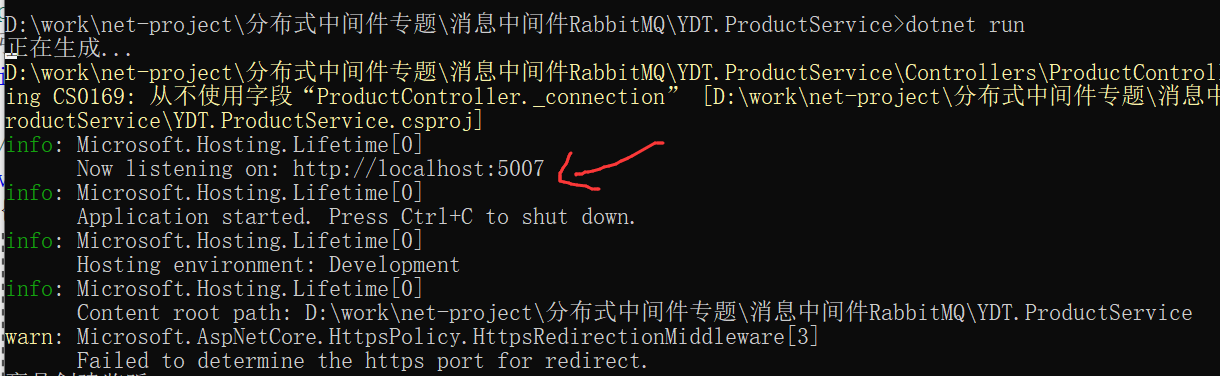 D:\work\net-project\分布式中间件专题\消息中间件RabbitMQ\YDT.ProductService>dotnet run
正在生成...
D:\work\net-project\分布式中间件专题\消息中间件RabbitMQ\YDT.ProductService\Controllers\ProductControl
ing CS0169: 从不使用字段“ProductController._connection” [D:\work\net-project\分布式中间件专题\消息中
roductService\YDT.ProductService.csproj]
info: Microsoft.Hosting.Lifetime[0]
Now listening on: http://localhost:5007
info: Microsoft.Hosting.Lifetime[0]
Application started. Press Ctrl+C to shut down.
info: Microsoft.Hosting.Lifetime[0]
Hosting environment: Development
info: Microsoft.Hosting.Lifetime[0]
Content root path: D:\work\net-project\分布式中间件专题\消息中间件RabbitMQ\YDT.ProductService
warn: Microsoft.AspNetCore.HttpsPolicy.HttpsRedirectionMiddleware[3]
Failed to determine the https port for redirect.